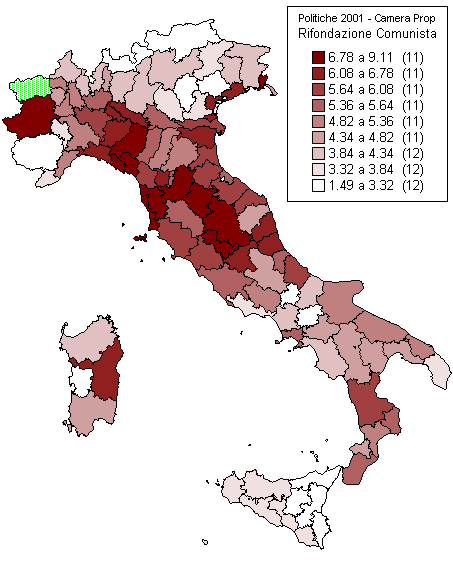 Politiche 2001 - Camera Prop
Rifondazione Comunista
6.78 a 9.11 (11)
6.08 a 6.78 (11)
5.64 a 6.08 (11)
5.36 a 5.64 (11)
4.82 a 5.36 (11)
4.34 a 4.82 (11)
3.84 a 4.34 (12)
3.32 a 3.84 (12)
1.49 a 3.32 (12)